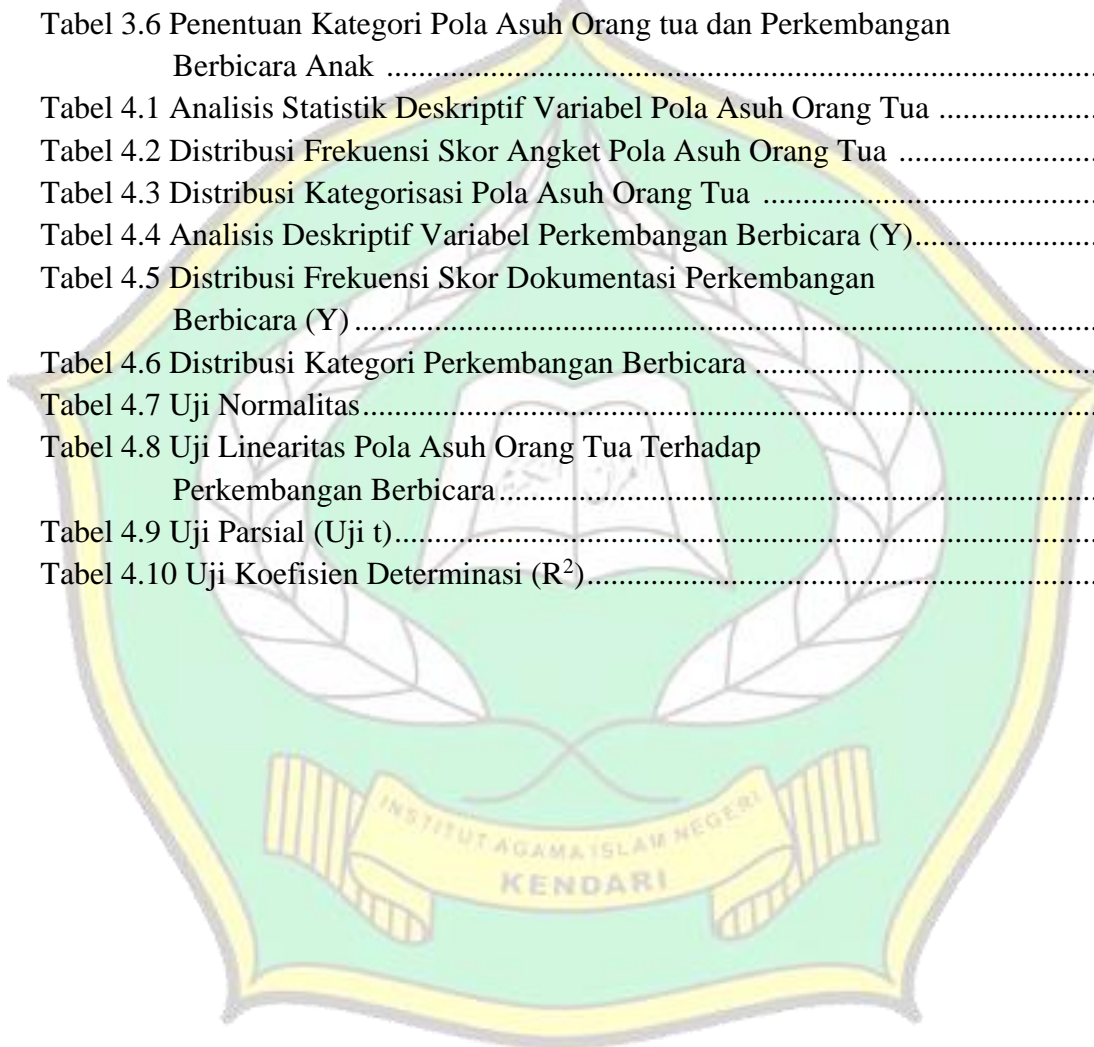 Tabel 3.6 Penentuan Kategori Pola Asuh Orang tua dan Perkembangan
Berbicara Anak ........................................................................................
Tabel 4.1 Analisis Statistik Deskriptif Variabel Pola Asuh Orang Tua ...................
Tabel 4.2 Distribusi Frekuensi Skor Angket Pola Asuh Orang Tua ........................
Tabel 4.3 Distribusi Kategorisasi Pola Asuh Orang Tua .........................................
Tabel 4.4 Analisis Deskriptif Variabel Perkembangan Berbicara (Y)......................
Tabel 4.5 Distribusi Frekuensi Skor Dokumentasi Perkembangan
Berbicara (Y) ............................................................................................
Tabel 4.6 Distribusi Kategori Perkembangan Berbicara ..........................................
Tabel 4.7 Uji Normalitas...........................................................................................
Tabel 4.8 Uji Linearitas Pola Asuh Orang Tua Terhadap
Perkembangan Berbicara..........................................................................
Tabel 4.9 Uji Parsial (Uji t).......................................................................................
Tabel 4.10 Uji Koefisien Determinasi (R²)...............................................................
INSTITUT AGAMA ISLAM NEGERI
KENDARI